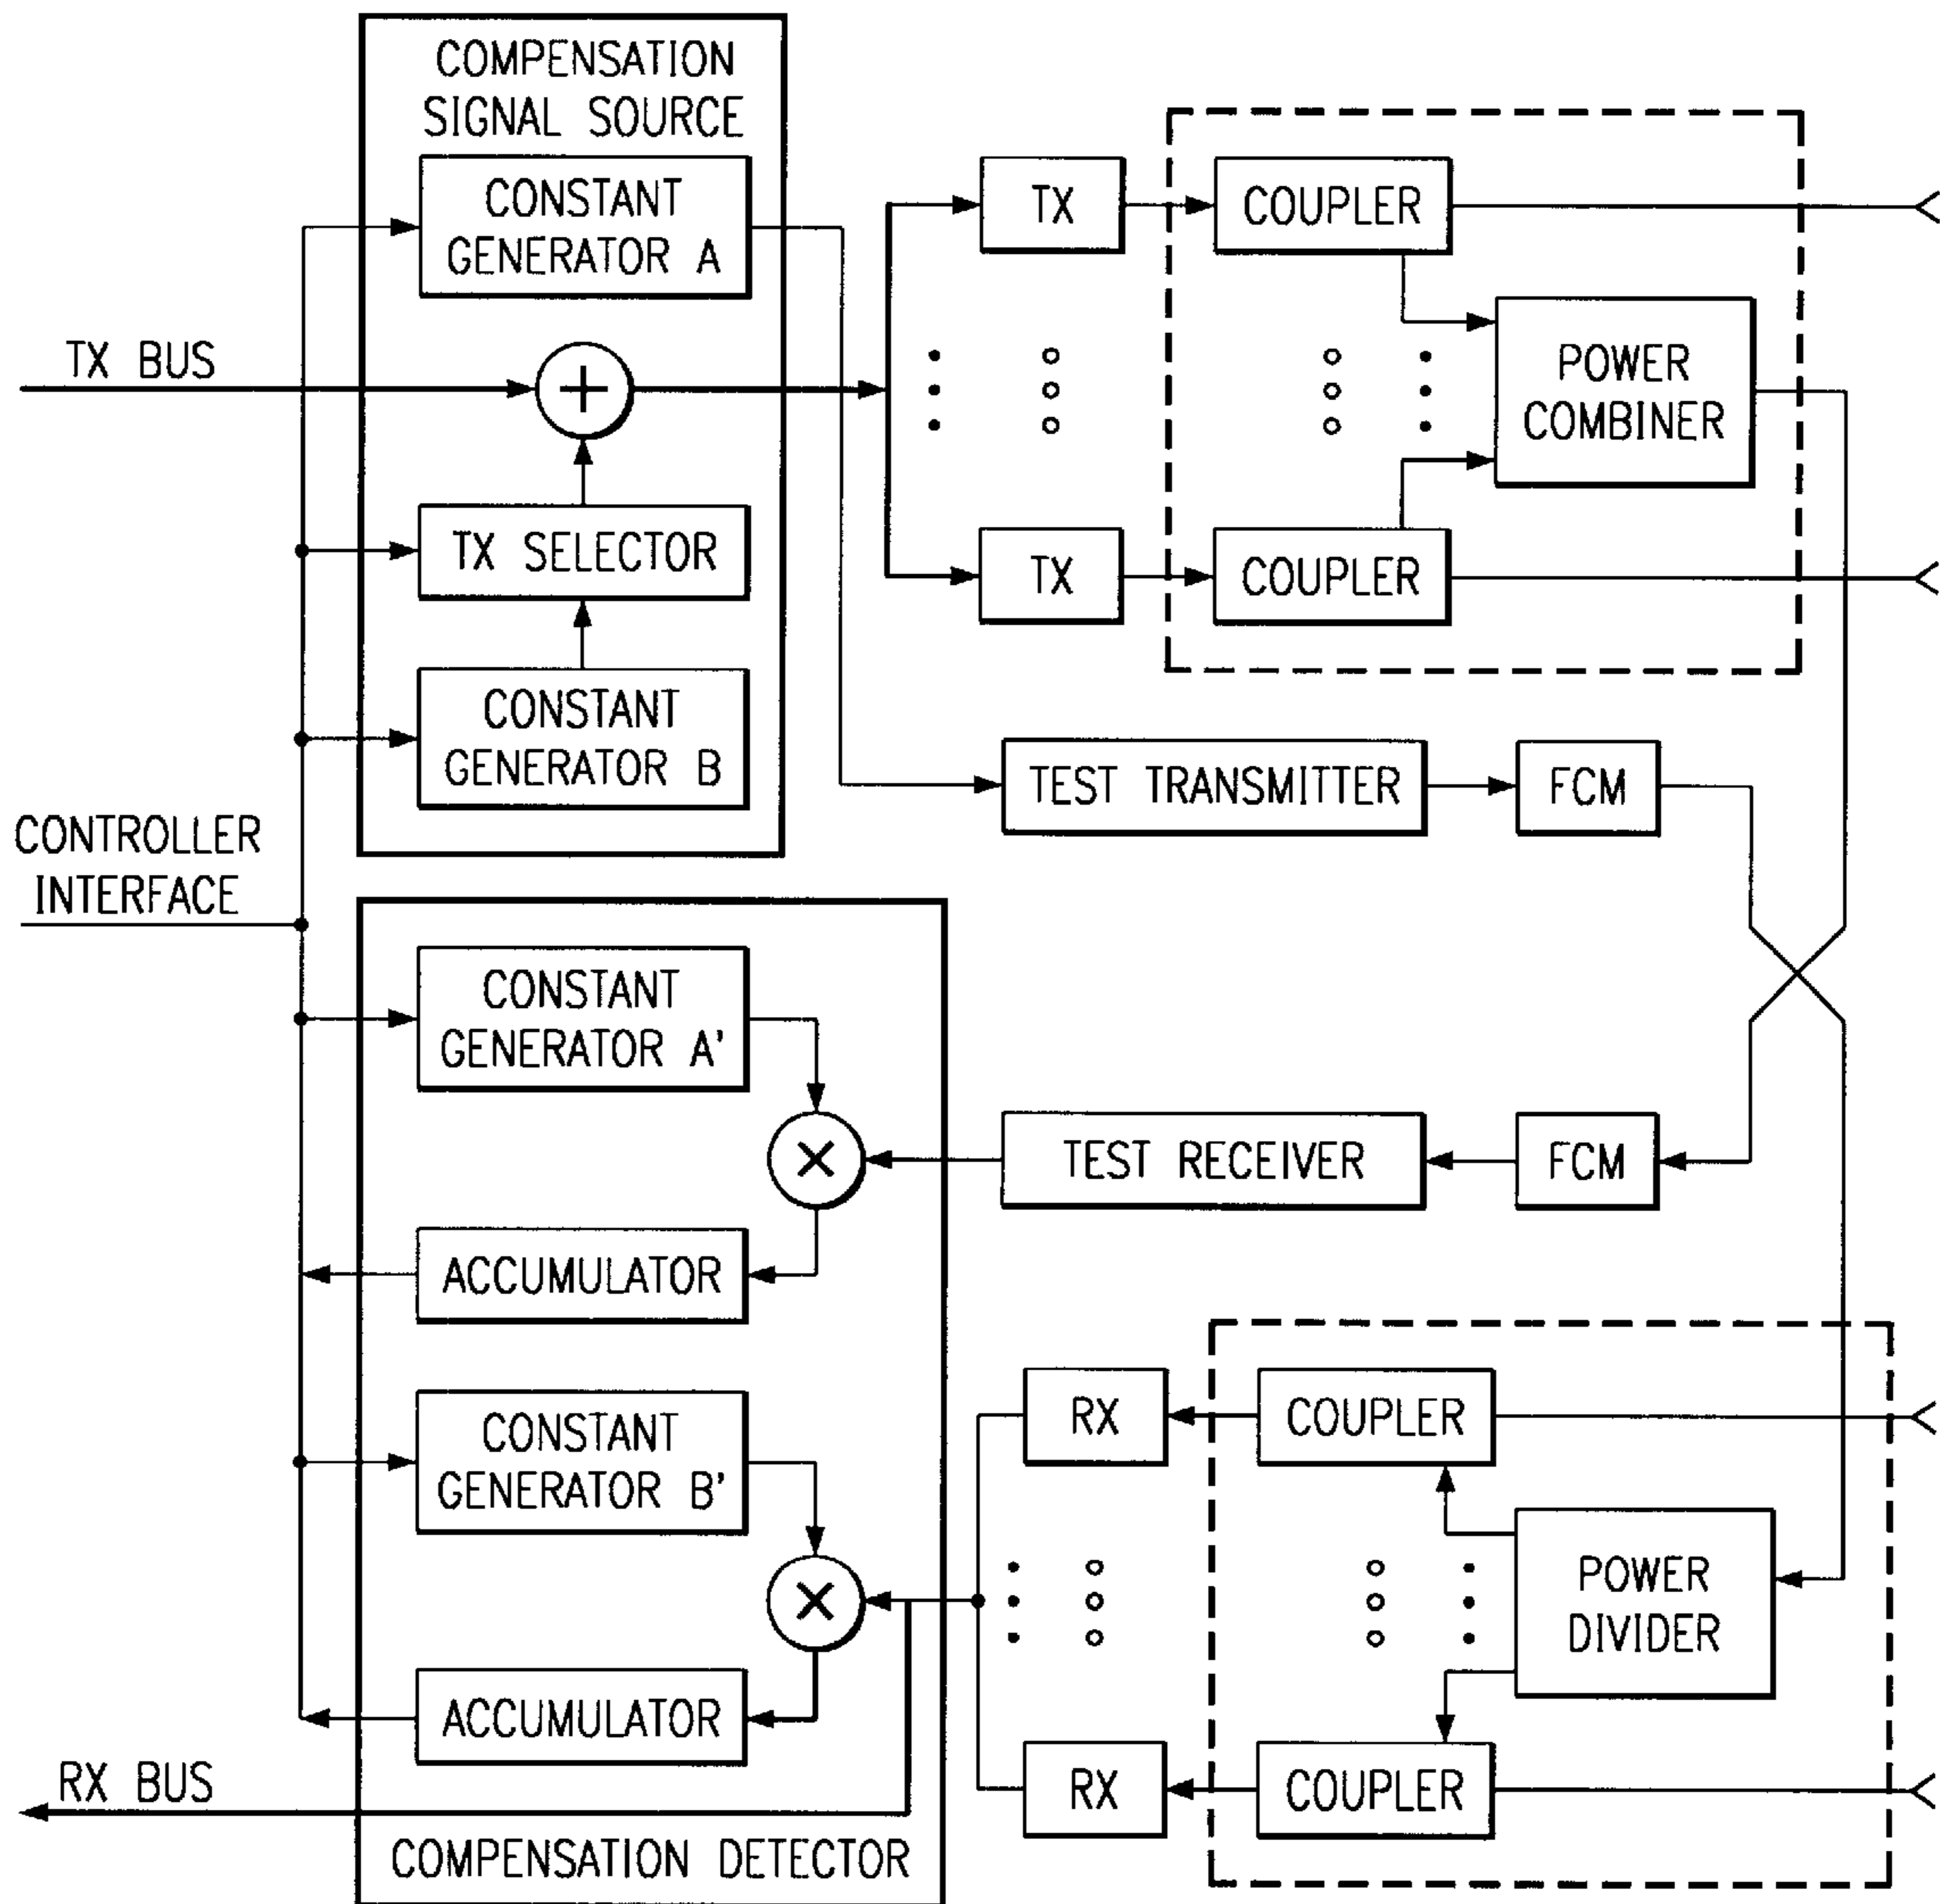 COMPENSATION
SIGNAL SOURCE
CONSTANT
GENERATOR A
TX BUS
+
TX SELECTOR
CONSTANT
GENERATOR B
TX
COUPLER
POWER
COMBINER
TX
COUPLER
TEST TRANSMITTER
FCM
CONTROLLER
INTERFACE
CONSTANT
GENERATOR A'
×
TEST RECEIVER
FCM
ACCUMULATOR
CONSTANT
GENERATOR B'
×
ACCUMULATOR
RX
COUPLER
POWER
DIVIDER
RX
COUPLER
RX BUS
COMPENSATION DETECTOR